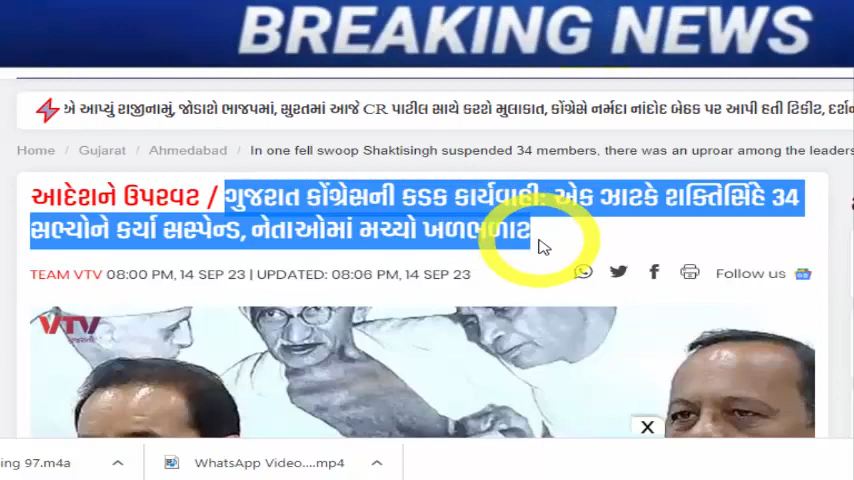 BREAKING NEWS
એ આપ્યું રાજીનામું, જોડાશે ભાજપમાં, સુરતમાં આજે CR પાટીલ સાથે કરશે મુલાકાત, કોંગ્રેસે નર્મદા નાંદોદ બેઠક પર આપી હતી ટિકીટ,
Home / Gujarat / Ahmedabad / In one fell swoop Shaktisingh suspended 34 members, there was an uproar among the leaders
આદેશને ઉપરવટ / ગુજરાત કોંગ્રેસની કડક કાર્યવાહી: એક ઝાટકે શક્તિસિંહે 34
સભ્યોને કર્યા સસ્પેન્ડ, નેતાઓમાં મચ્યો ખળભળાટ
TEAM VTV 08:00 PM, 14 SEP 23 | UPDATED: 08:06 PM, 14 SEP 23 Follow us
VTV
X
ing 97.m4a WhatsApp Video....mp4